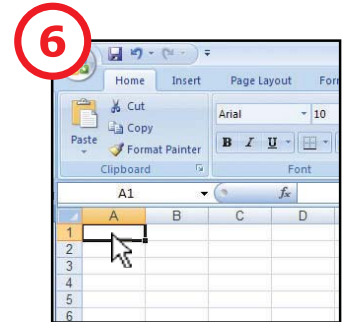 6
Home Insert Page Layout For
Cut
Copy
Format Painter
Paste
Clipboard
Arial 10
B I U
Font
A1 fx
A B C D
1
2
3
4
5
6